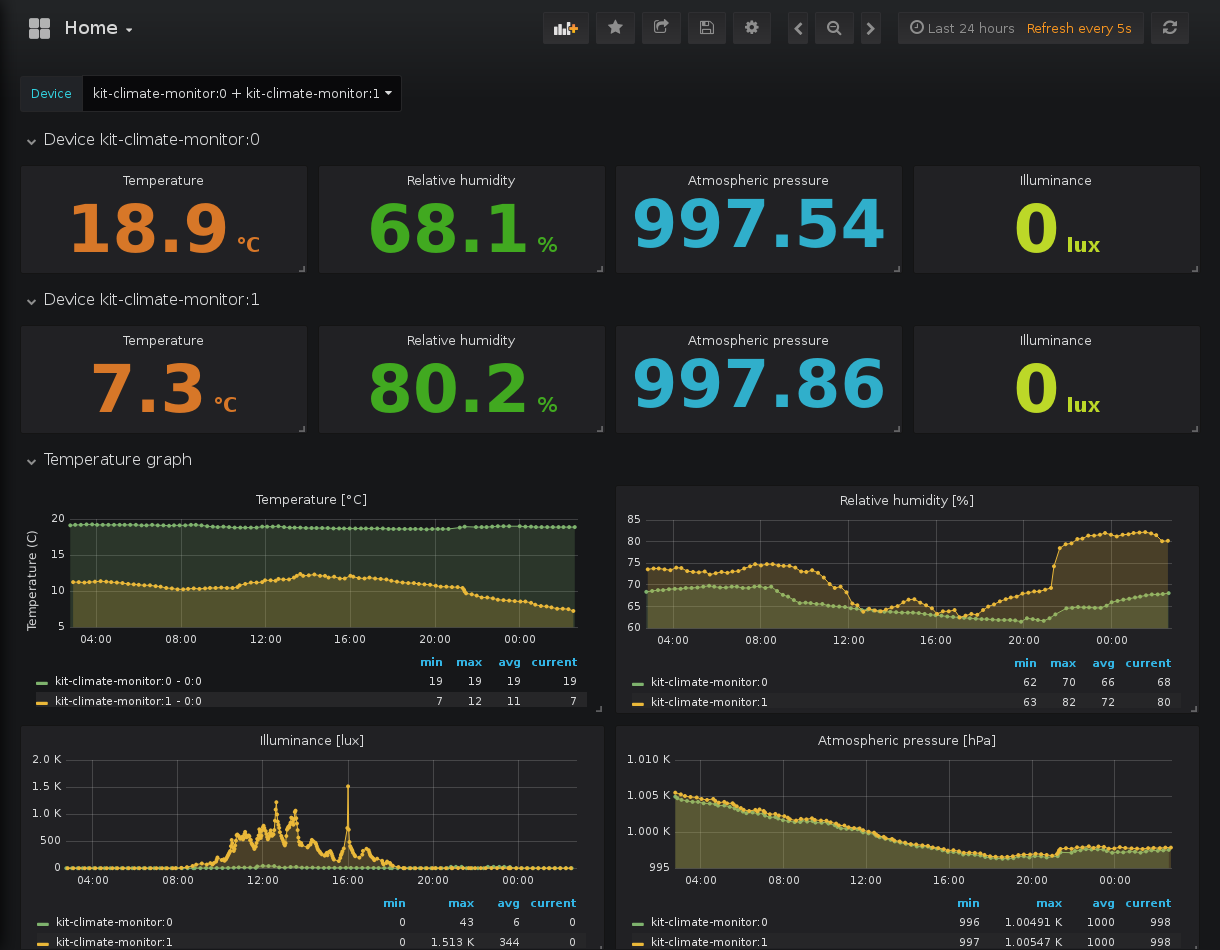 Home
Last 24 hours Refresh every 5s
Device kit-climate-monitor:0 + kit-climate-monitor:1
Device kit-climate-monitor:0
Temperature Relative humidity Atmospheric pressure Illuminance
18.9 °C 68.1 % 997.54 0 lux
Device kit-climate-monitor:1
Temperature Relative humidity Atmospheric pressure Illuminance
7.3 °C 80.2 % 997.86 0 lux
Temperature graph
Temperature [°C]
Temperature (C)
20
15
10
5
04:00 08:00 12:00 16:00 20:00 00:00
min max avg current
kit-climate-monitor:0 - 0:0 19 19 19 19
kit-climate-monitor:1 - 0:0 7 12 11 7
Relative humidity [%]
85
80
75
70
65
60
04:00 08:00 12:00 16:00 20:00 00:00
min max avg current
kit-climate-monitor:0 62 70 66 68
kit-climate-monitor:1 63 82 72 80
Illuminance [lux]
2.0 K
1.5 K
1.0 K
500
0
04:00 08:00 12:00 16:00 20:00 00:00
min max avg current
kit-climate-monitor:0 0 43 6 0
kit-climate-monitor:1 0 1.513 K 344 0
Atmospheric pressure [hPa]
1.010 K
1.005 K
1.000 K
995
04:00 08:00 12:00 16:00 20:00 00:00
min max avg current
kit-climate-monitor:0 996 1.00491 K 1000 998
kit-climate-monitor:1 997 1.00547 K 1000 998